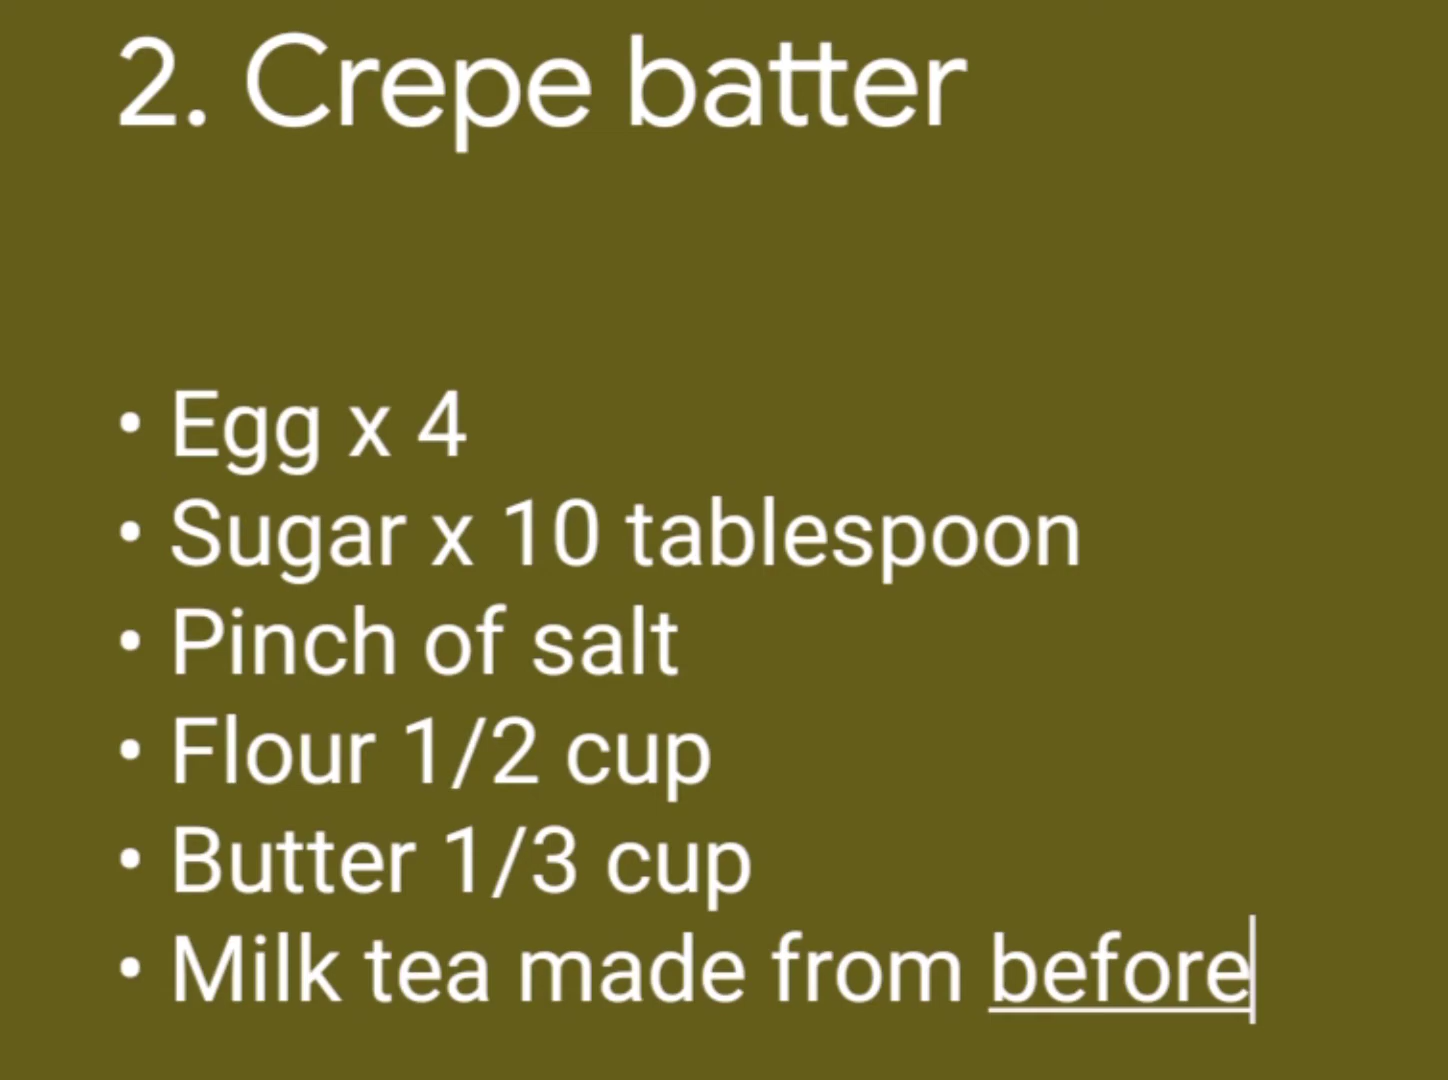 2. Crepe batter
• Egg x 4
• Sugar x 10 tablespoon
• Pinch of salt
• Flour 1/2 cup
• Butter 1/3 cup
• Milk tea made from before